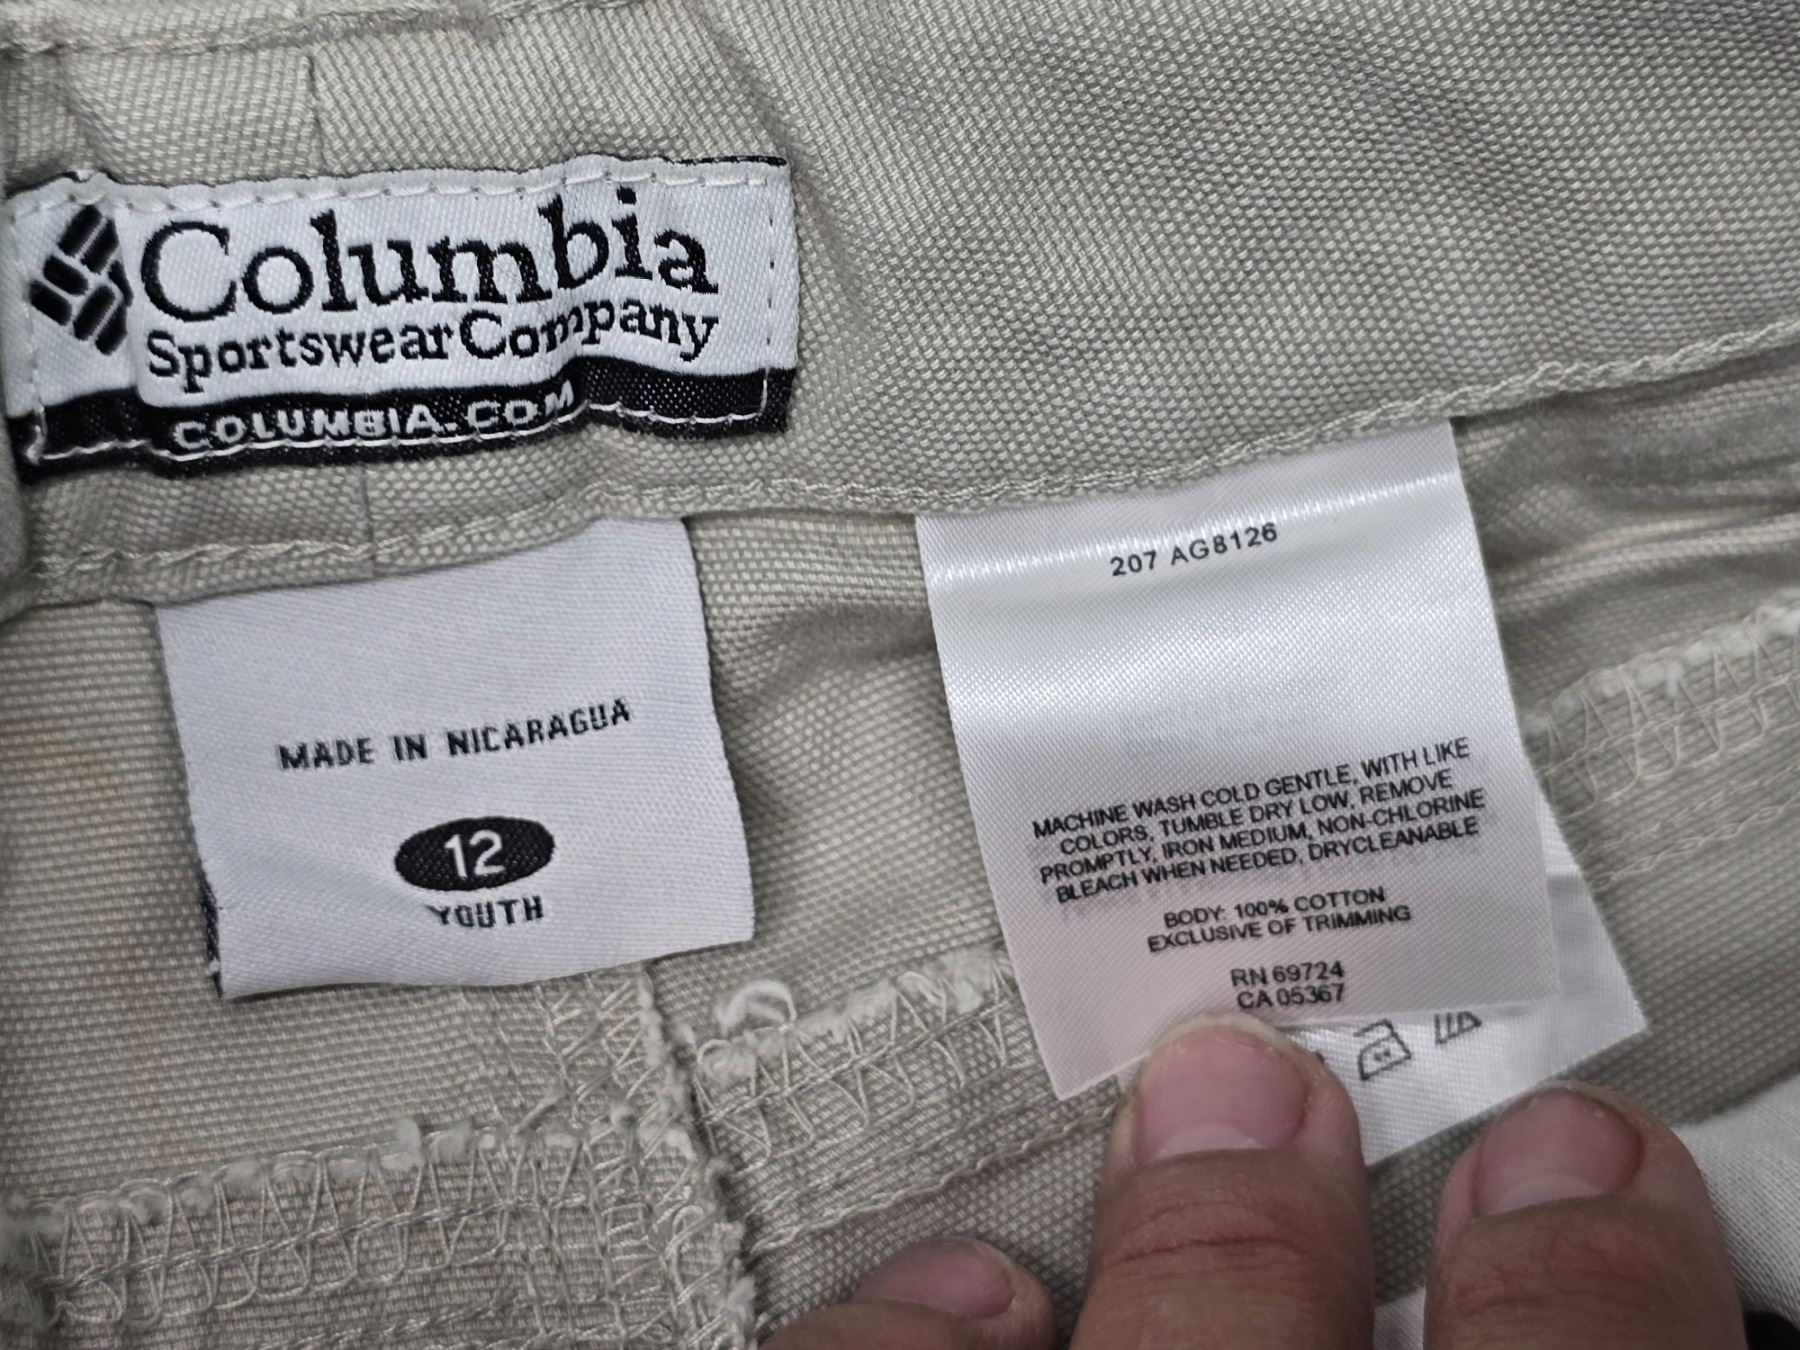 Columbia
Sportswear Company
COLUMBIA.COM
MADE IN NICARAGUA
12
YOUTH
207 AG8126
MACHINE WASH COLD GENTLE, WITH LIKE
COLORS, TUMBLE DRY LOW, REMOVE
PROMPTLY, IRON MEDIUM, NON-CHLORINE
BLEACH WHEN NEEDED, DRYCLEANABLE
BODY: 100% COTTON
EXCLUSIVE OF TRIMMING
RN 69724
CA 05367